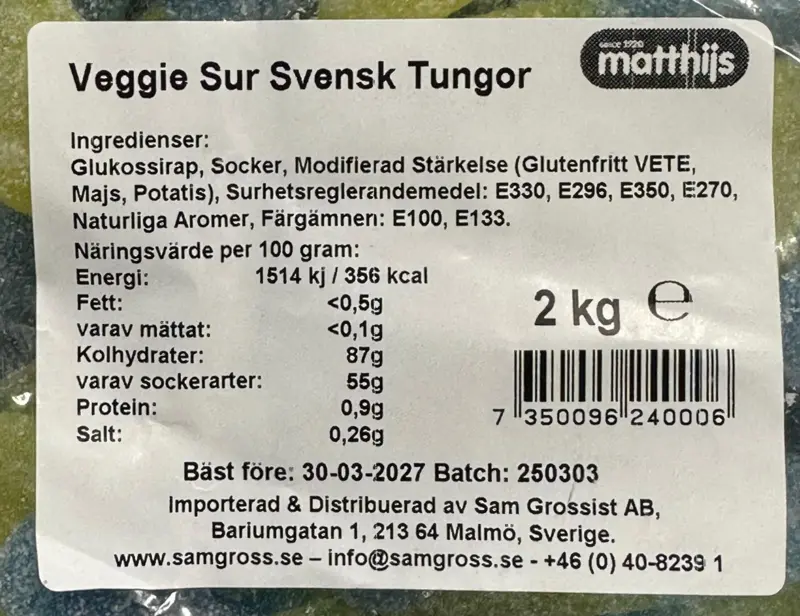 Veggie Sur Svensk Tungor
since 1920
matthijs
Ingredienser:
Glukossirap, Socker, Modifierad Stärkelse (Glutenfritt VETE,
Majs, Potatis), Surhetsreglerandemedel: E330, E296, E350, E270,
Naturliga Aromer, Färgämnen: E100, E133.
Näringsvärde per 100 gram:
Energi: 1514 kj / 356 kcal
Fett: <0,5g
varav mättat: <0,1g
Kolhydrater: 87g
varav sockerarter: 55g
Protein: 0,9g
Salt: 0,26g
2 kg ℮
7 350096 240006
Bäst före: 30-03-2027 Batch: 250303
Importerad & Distribuerad av Sam Grossist AB,
Bariumgatan 1, 213 64 Malmö, Sverige.
www.samgross.se – info@samgross.se - +46 (0) 40-8239 1